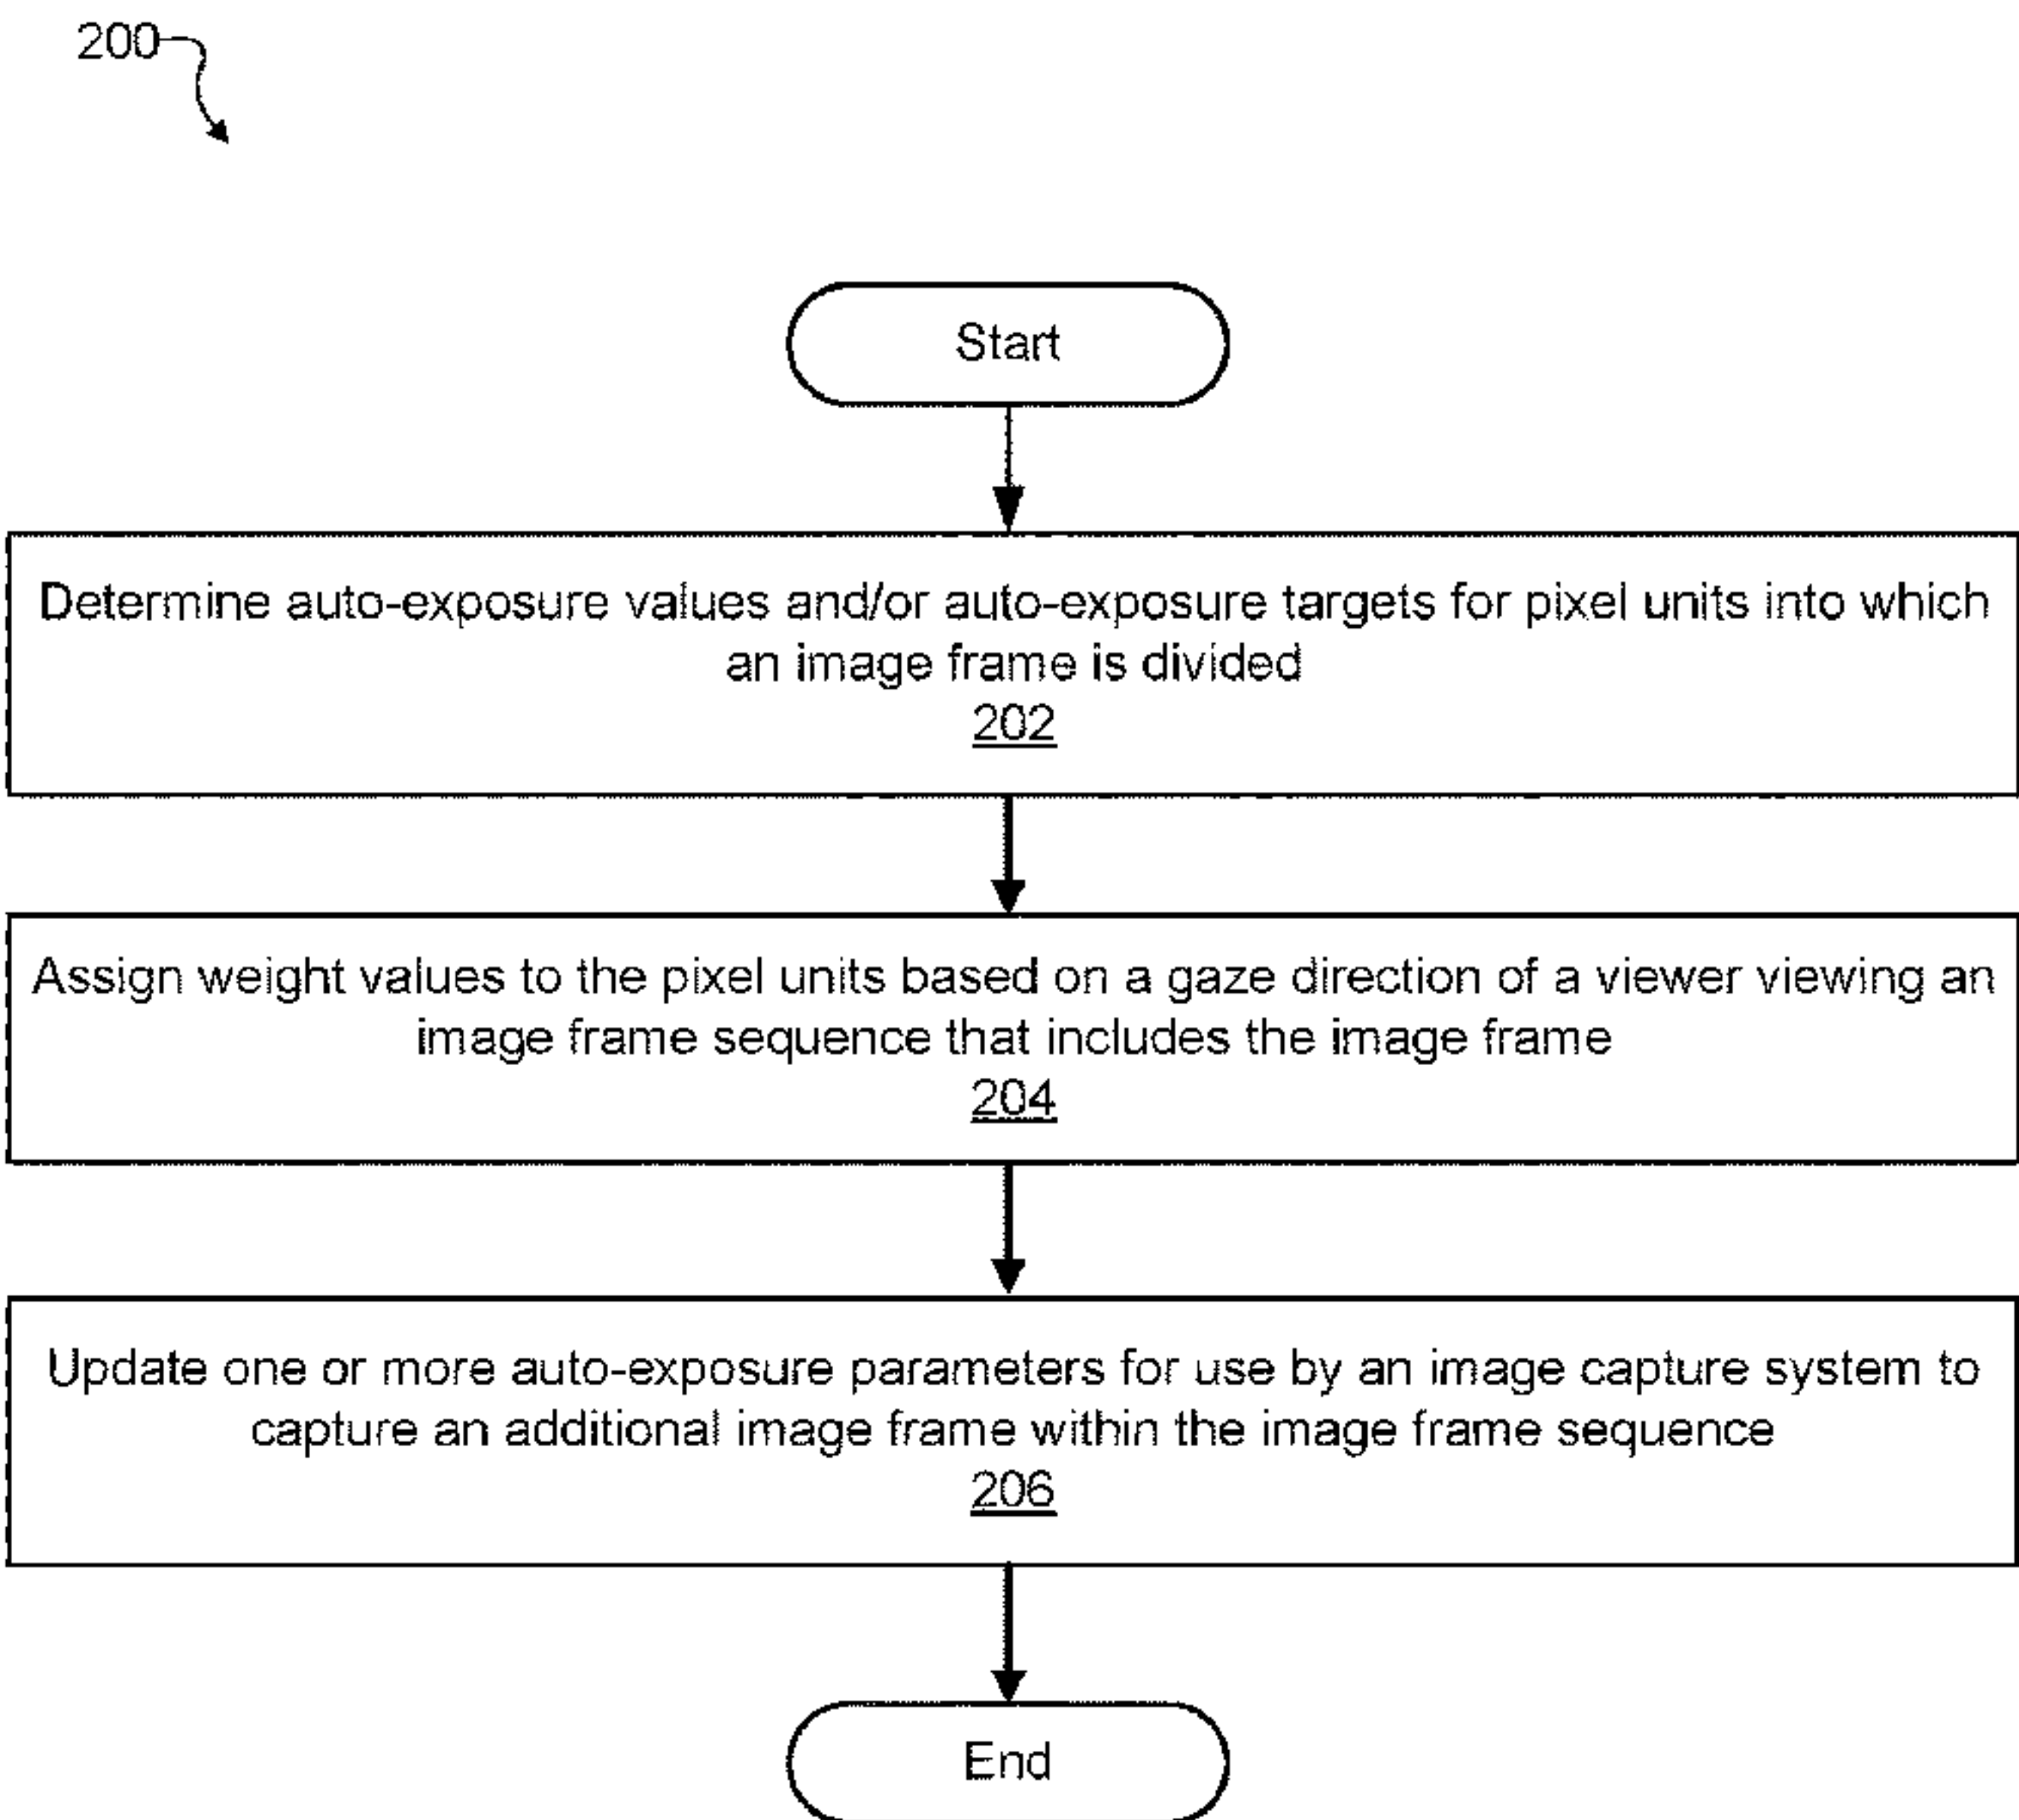 200
Start
Determine auto-exposure values and/or auto-exposure targets for pixel units into which
an image frame is divided
202
Assign weight values to the pixel units based on a gaze direction of a viewer viewing an
image frame sequence that includes the image frame
204
Update one or more auto-exposure parameters for use by an image capture system to
capture an additional image frame within the image frame sequence
206
End